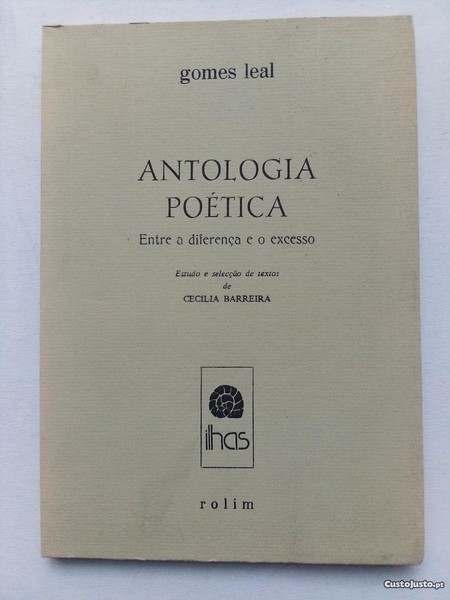 gomes leal
ANTOLOGIA
POÉTICA
Entre a diferença e o excesso
Estudo e selecção de textos
de
CECILIA BARREIRA
ilhas
rolim
CustoJusto.pt